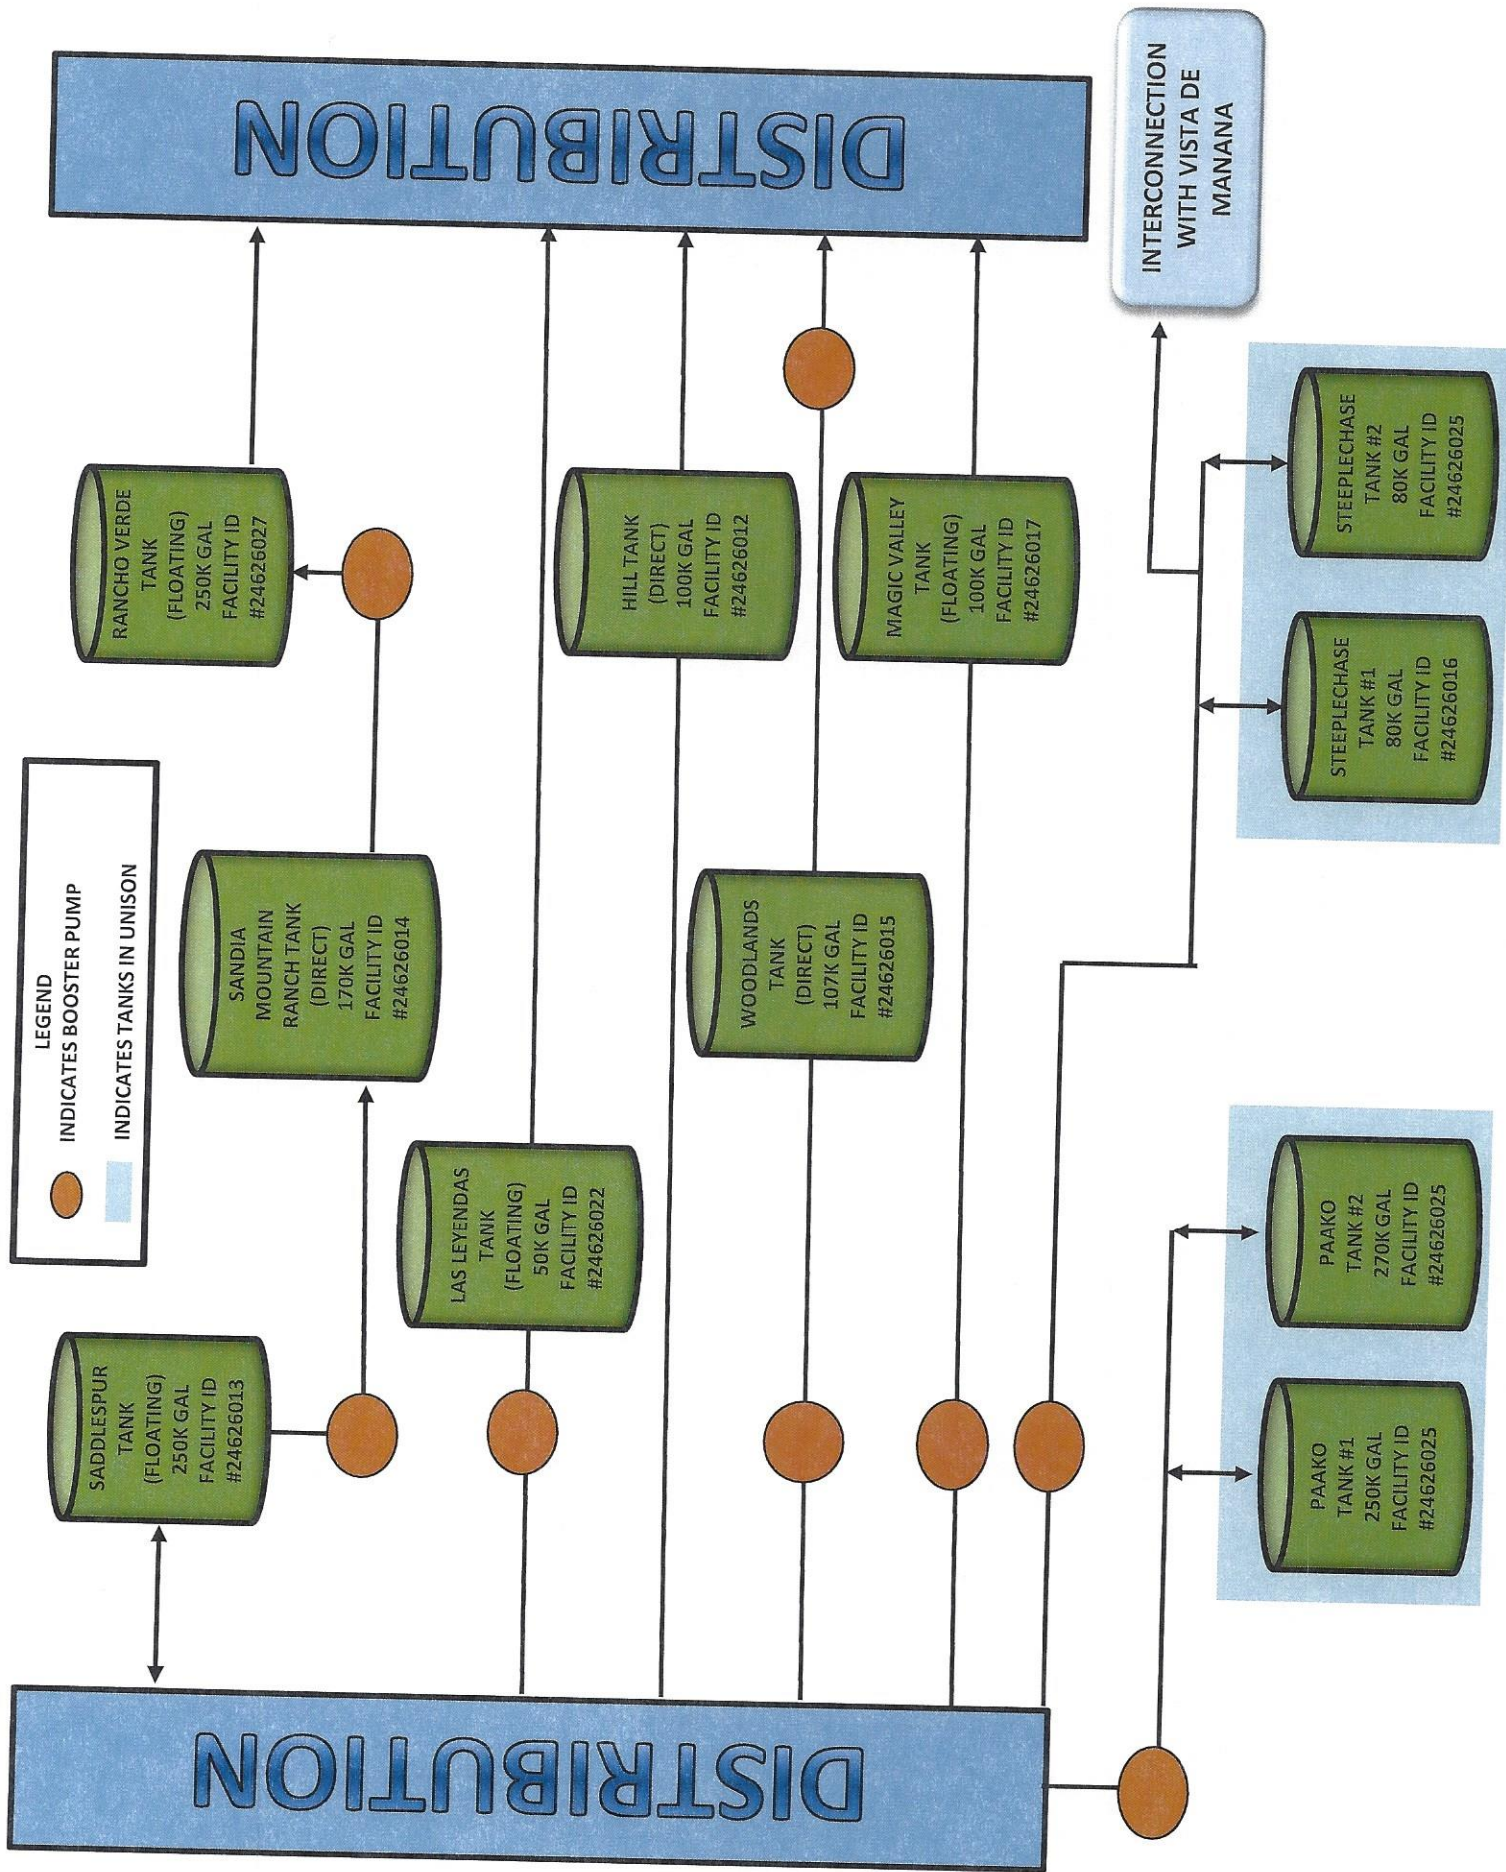 LEGEND
INDICATES BOOSTER PUMP
INDICATES TANKS IN UNISON
DISTRIBUTION
SADDLESPUR
TANK
(FLOATING)
250K GAL
FACILITY ID
#24626013
SANDIA
MOUNTAIN
RANCH TANK
(DIRECT)
170K GAL
FACILITY ID
#24626014
RANCHO VERDE
TANK
(FLOATING)
250K GAL
FACILITY ID
#24626027
DISTRIBUTION
LAS LEYENDAS
TANK
(FLOATING)
50K GAL
FACILITY ID
#24626022
HILL TANK
(DIRECT)
100K GAL
FACILITY ID
#24626012
WOODLANDS
TANK
(DIRECT)
107K GAL
FACILITY ID
#24626015
MAGIC VALLEY
TANK
(FLOATING)
100K GAL
FACILITY ID
#24626017
INTERCONNECTION
WITH VISTA DE
MANANA
PAAKO
TANK #1
250K GAL
FACILITY ID
#24626025
PAAKO
TANK #2
270K GAL
FACILITY ID
#24626025
STEEPLECHASE
TANK #1
80K GAL
FACILITY ID
#24626016
STEEPLECHASE
TANK #2
80K GAL
FACILITY ID
#24626025